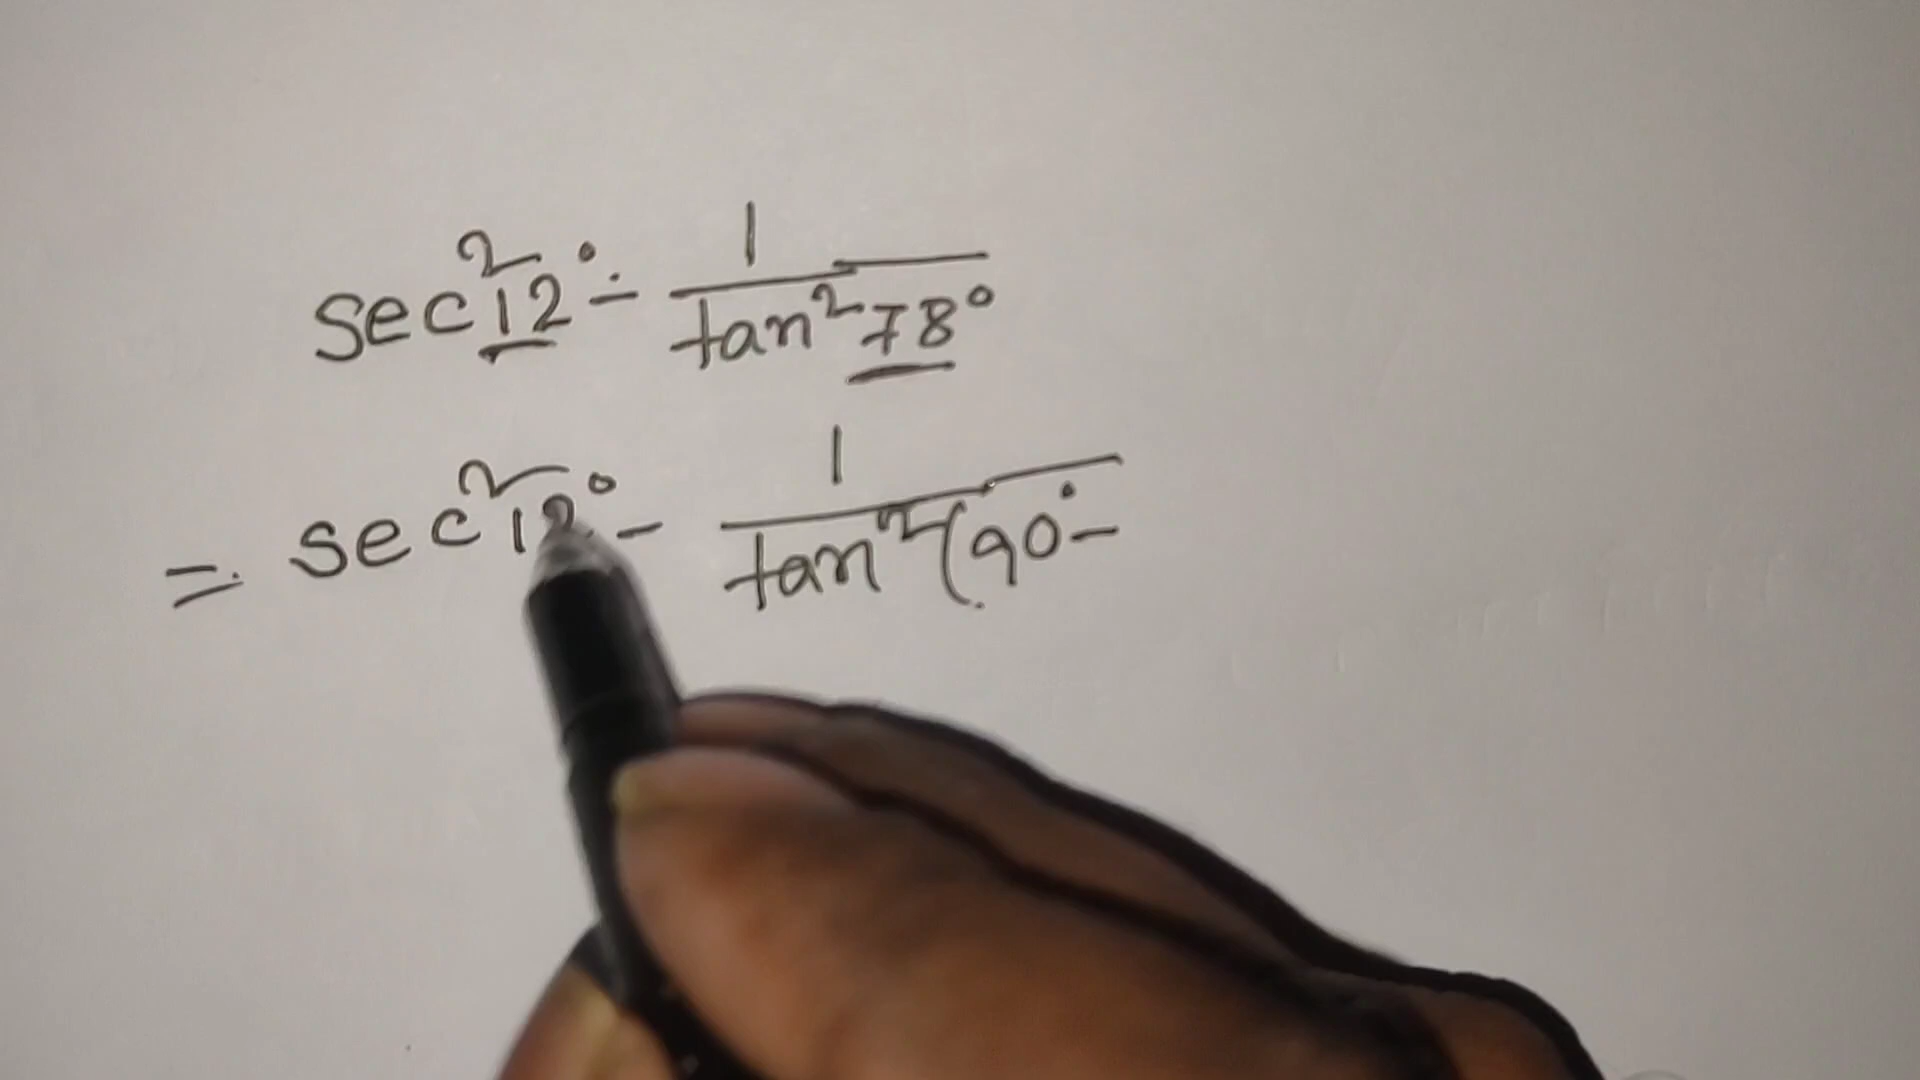 sec²12° - 1/tan²78°
= sec²12° - 1/tan²(90° -